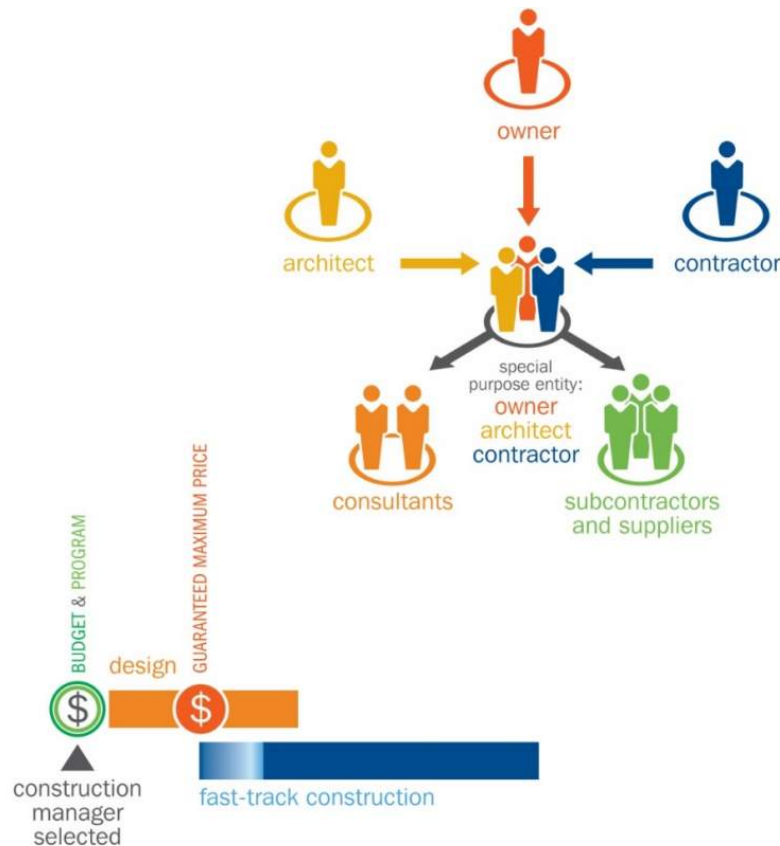 owner
architect
contractor
special
purpose entity:
owner
architect
contractor
consultants
subcontractors
and suppliers
BUDGET & PROGRAM
GUARANTEED MAXIMUM PRICE
design
$
$
fast-track construction
construction
manager
selected